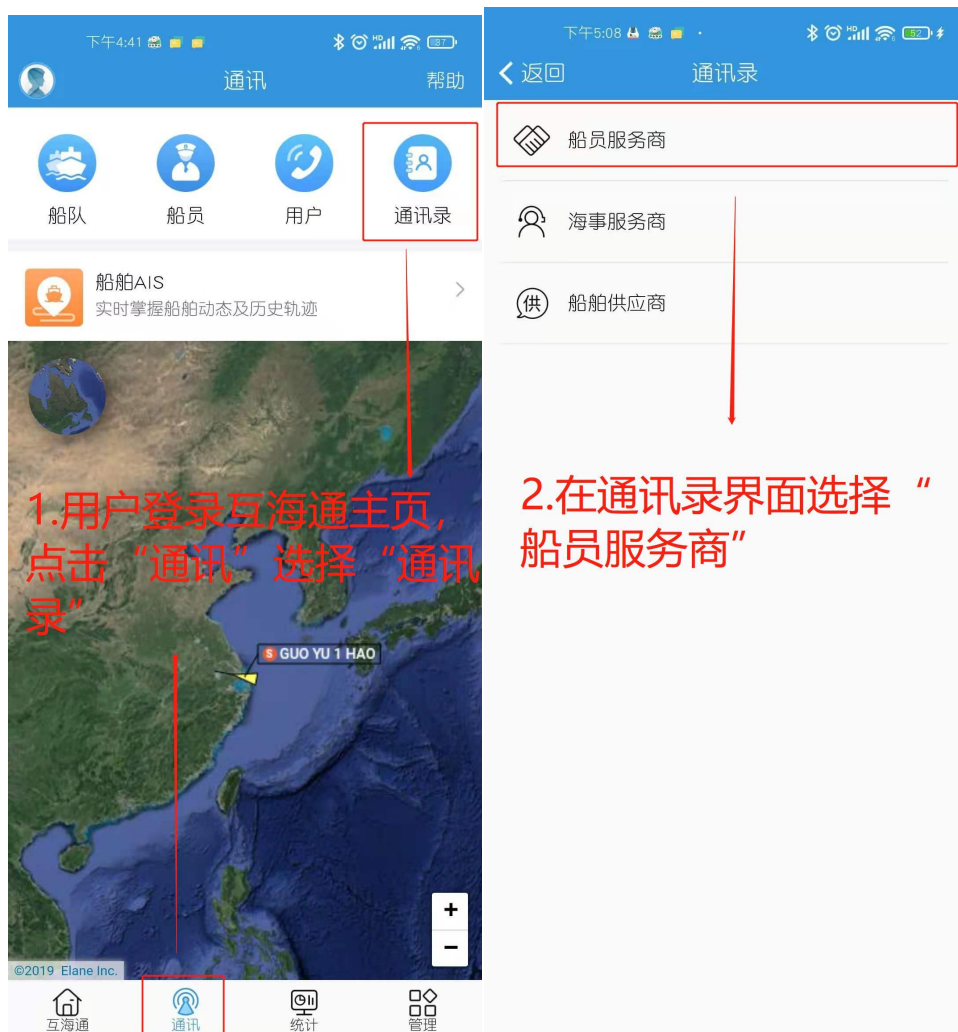 下午4:41
87
通讯
帮助
船队
船员
用户
通讯录
船舶AIS
实时掌握船舶动态及历史轨迹
1.用户登录互海通主页，
点击“通讯”选择“通讯
录”
S GUO YU 1 HAO
+
−
©2019 Elane Inc.
互海通
通讯
统计
管理
下午5:08
52
返回
通讯录
船员服务商
海事服务商
供
船舶供应商
2.在通讯录界面选择“
船员服务商”